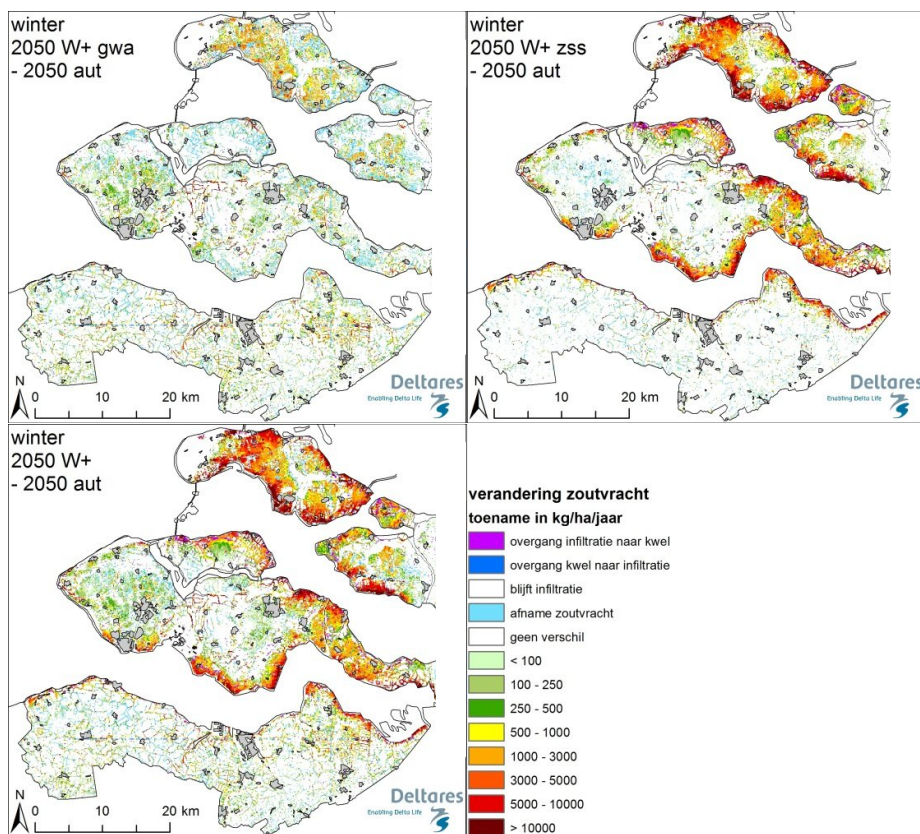 winter
2050 W+ gwa
- 2050 aut
Deltares
Enabling Delta Life
N
0 10 20 km
winter
2050 W+ zss
- 2050 aut
Deltares
Enabling Delta Life
N
0 10 20 km
winter
2050 W+
- 2050 aut
Deltares
Enabling Delta Life
N
0 10 20 km
verandering zoutvracht
toename in kg/ha/jaar
overgang infiltratie naar kwel
overgang kwel naar infiltratie
blijft infiltratie
afname zoutvracht
geen verschil
< 100
100 - 250
250 - 500
500 - 1000
1000 - 3000
3000 - 5000
5000 - 10000
> 10000